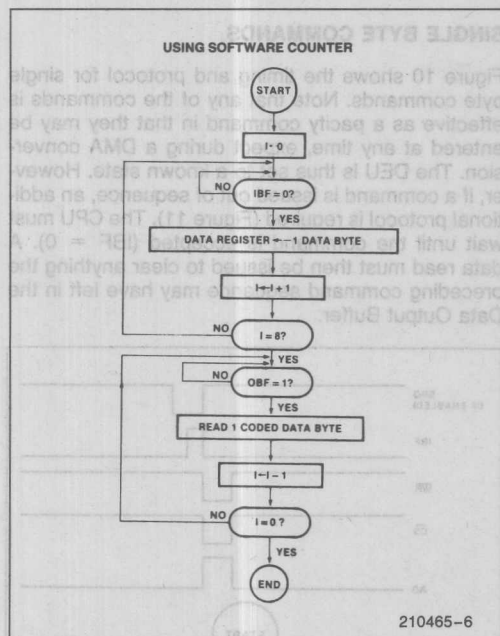 SINGLE BYTE COMMANDS
Figure 10 shows the timing and protocol for single
byte commands. Note that any of the commands is
effective as a pacify command in that they may be
entered at any time, except during a DMA conver-
sion. The DEU is thus set to a known state. Howev-
er, if a command is issued out of sequence, an addi-
tional protocol is required (Figure 11). The CPU must
wait until the command is accepted (IBF = 0). A
data read must then be issued to clear anything the
preceding command sequence may have left in the
Data Output Buffer.
USING SOFTWARE COUNTER
START
I←0
NO
IBF = 0?
YES
DATA REGISTER ← 1 DATA BYTE
I←I + 1
NO
I = 8?
YES
NO
OBF = 1?
YES
READ 1 CODED DATA BYTE
I←I − 1
NO
I = 0 ?
YES
END
210465–6